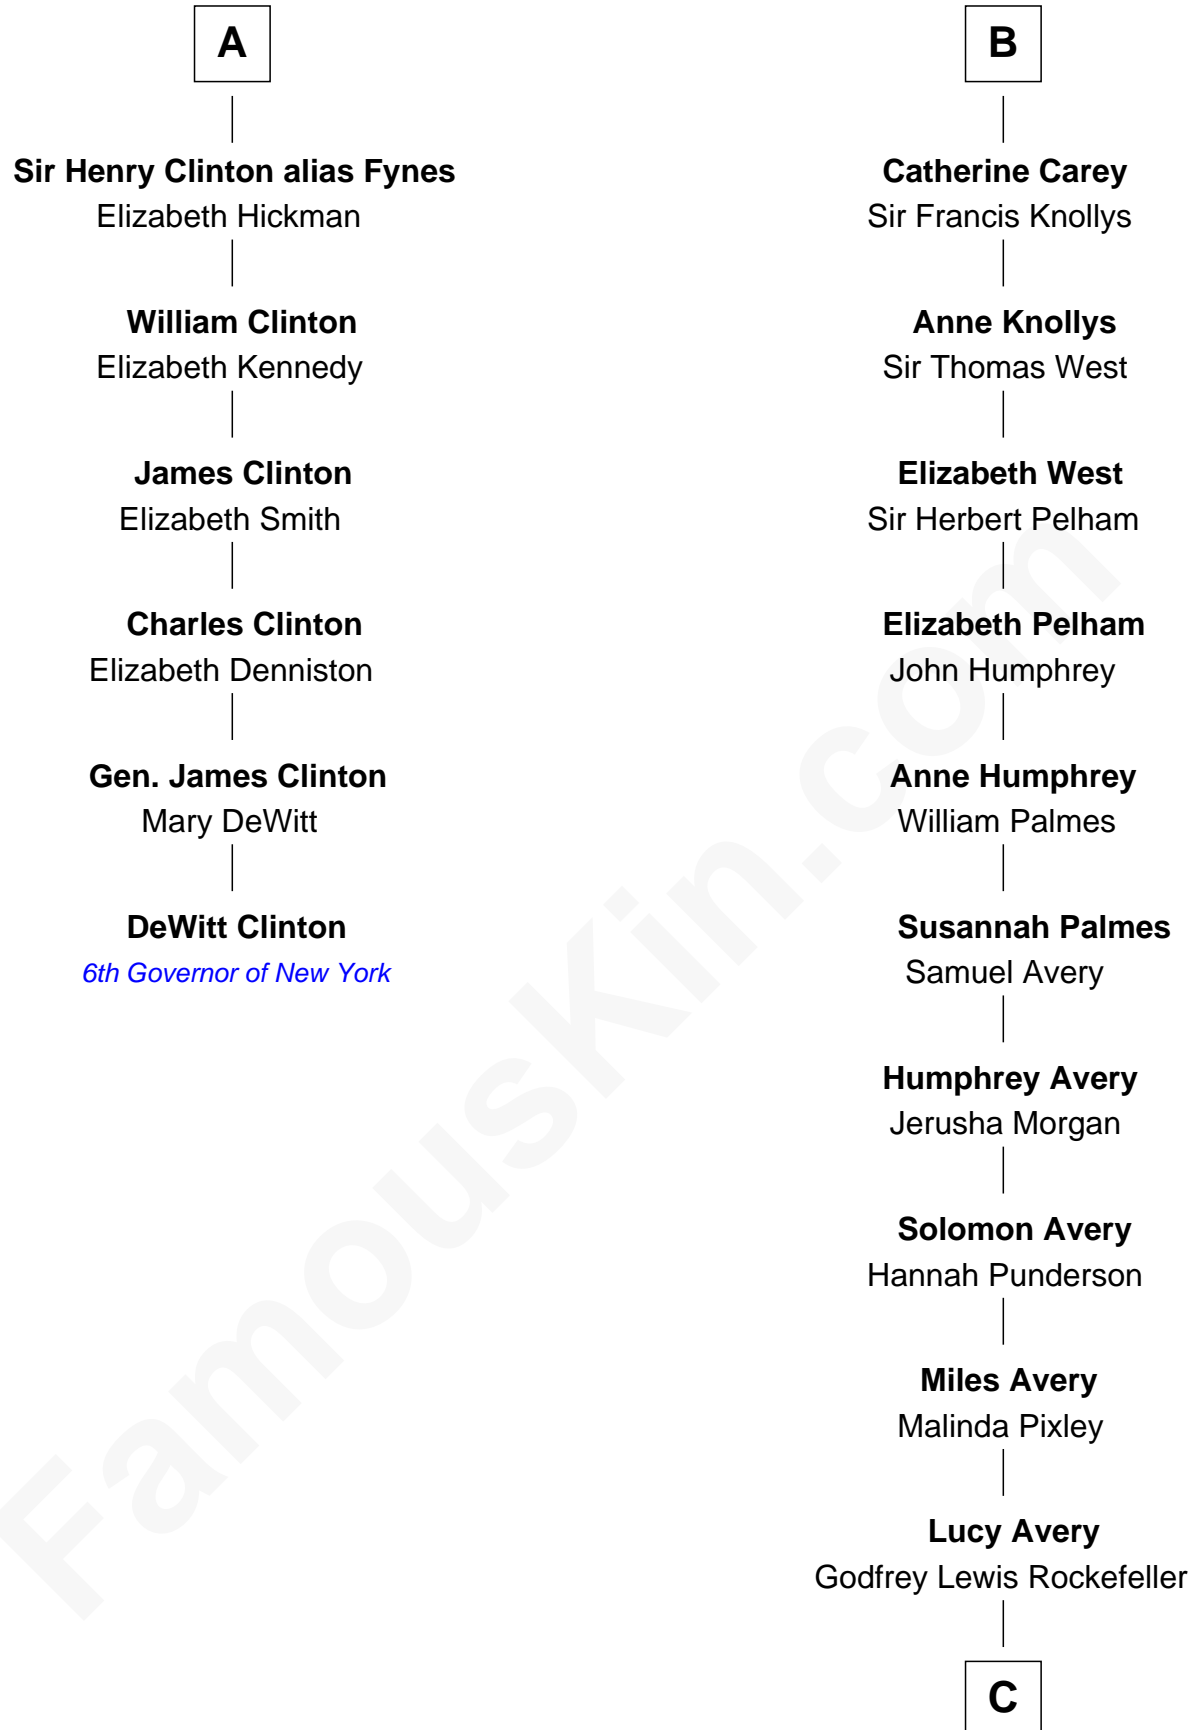 A
Sir Henry Clinton alias Fynes
Elizabeth Hickman
William Clinton
Elizabeth Kennedy
James Clinton
Elizabeth Smith
Charles Clinton
Elizabeth Denniston
Gen. James Clinton
Mary DeWitt
DeWitt Clinton
6th Governor of New York
B
Catherine Carey
Sir Francis Knollys
Anne Knollys
Sir Thomas West
Elizabeth West
Sir Herbert Pelham
Elizabeth Pelham
John Humphrey
Anne Humphrey
William Palmes
Susannah Palmes
Samuel Avery
Humphrey Avery
Jerusha Morgan
Solomon Avery
Hannah Punderson
Miles Avery
Malinda Pixley
Lucy Avery
Godfrey Lewis Rockefeller
C
FamousKin.com